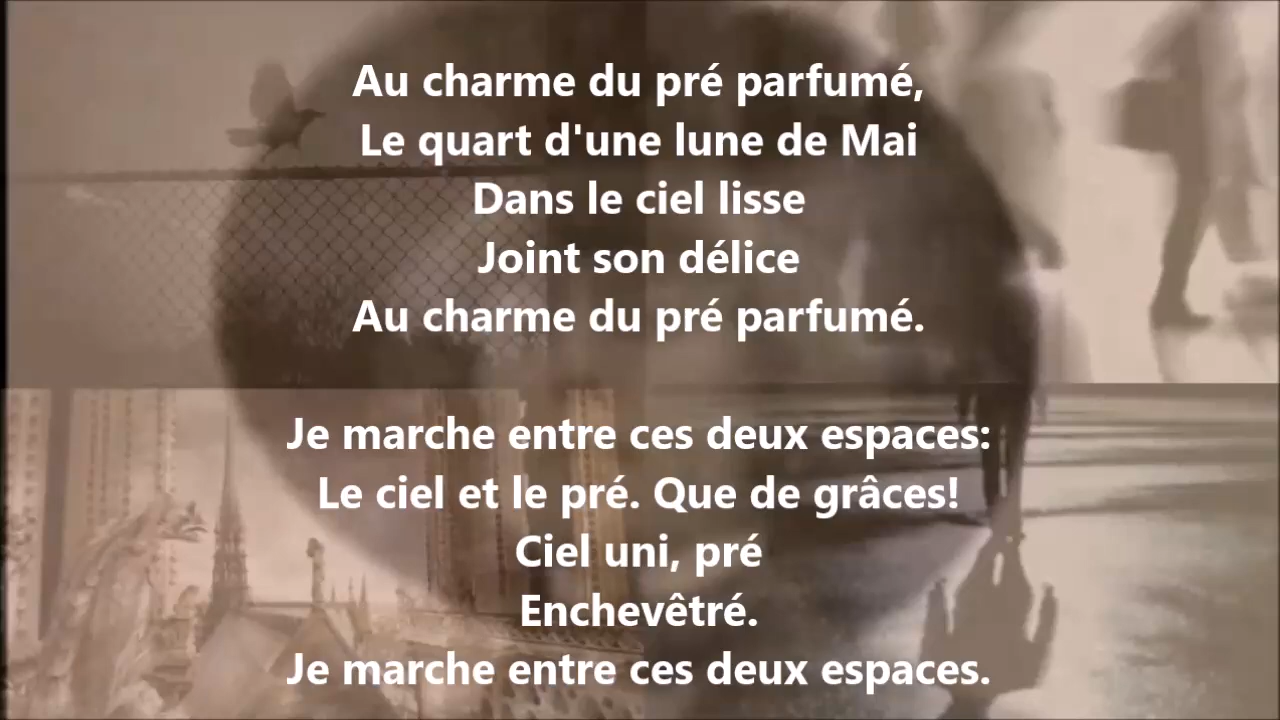 Au charme du pré parfumé,
Le quart d'une lune de Mai
Dans le ciel lisse
Joint son délice
Au charme du pré parfumé.
Je marche entre ces deux espaces:
Le ciel et le pré. Que de grâces!
Ciel uni, pré
Enchevêtré.
Je marche entre ces deux espaces.